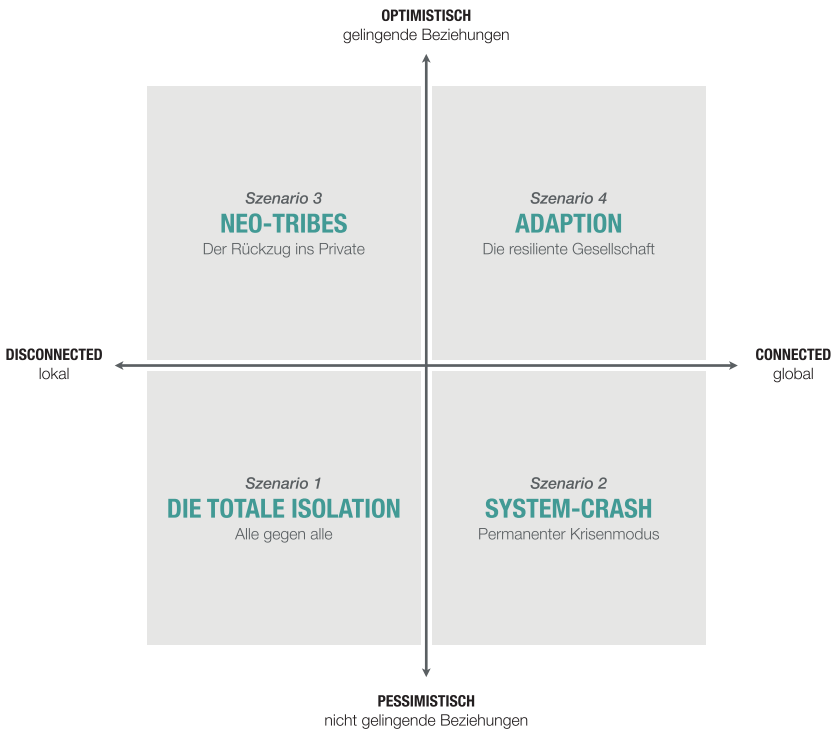 OPTIMISTISCH
gelingende Beziehungen
Szenario 3
NEO-TRIBES
Der Rückzug ins Private
Szenario 4
ADAPTION
Die resiliente Gesellschaft
DISCONNECTED
lokal
CONNECTED
global
Szenario 1
DIE TOTALE ISOLATION
Alle gegen alle
Szenario 2
SYSTEM-CRASH
Permanenter Krisenmodus
PESSIMISTISCH
nicht gelingende Beziehungen